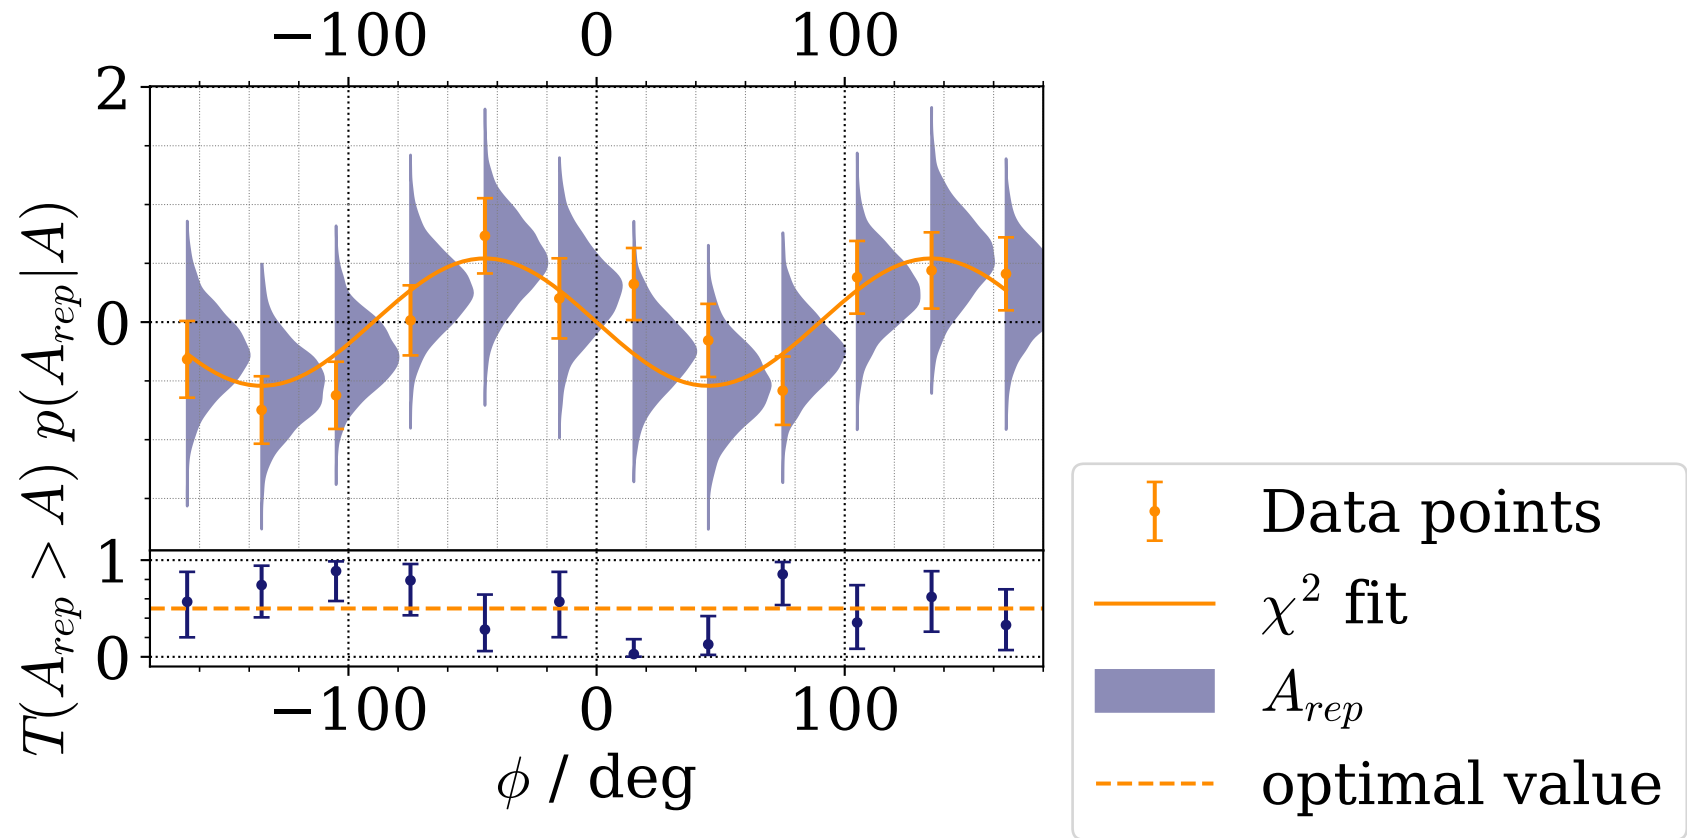 −100 0 100
2
0
p(A_rep|A)
1
0
T(A_rep > A)
−100 0 100
ϕ / deg
Data points
χ² fit
A_rep
optimal value